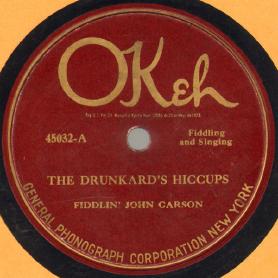 OKeh
45032-A
Fiddling
and Singing
THE DRUNKARD'S HICCUPS
FIDDLIN' JOHN CARSON
GENERAL PHONOGRAPH CORPORATION NEW YORK